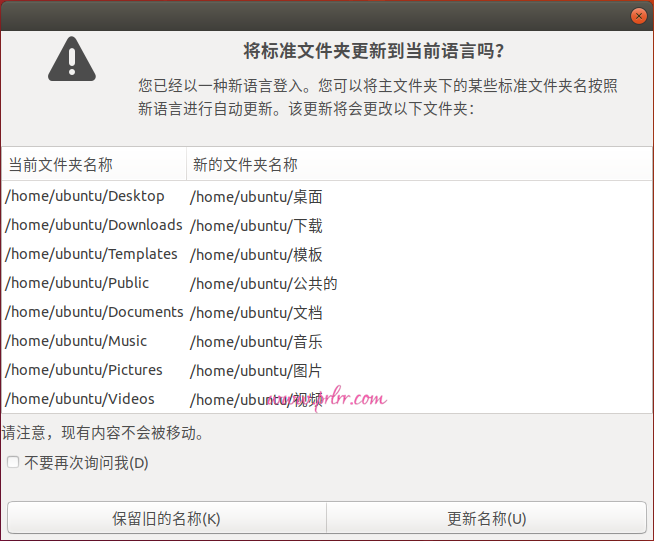 将标准文件夹更新到当前语言吗?
您已经以一种新语言登入。您可以将主文件夹下的某些标准文件夹名按照
新语言进行自动更新。该更新将会更改以下文件夹:
当前文件夹名称 新的文件夹名称
/home/ubuntu/Desktop /home/ubuntu/桌面
/home/ubuntu/Downloads /home/ubuntu/下载
/home/ubuntu/Templates /home/ubuntu/模板
/home/ubuntu/Public /home/ubuntu/公共的
/home/ubuntu/Documents /home/ubuntu/文档
/home/ubuntu/Music /home/ubuntu/音乐
/home/ubuntu/Pictures /home/ubuntu/图片
/home/ubuntu/Videos /home/ubuntu/视频
请注意，现有内容不会被移动。
不要再次询问我(D)
保留旧的名称(K) 更新名称(U)